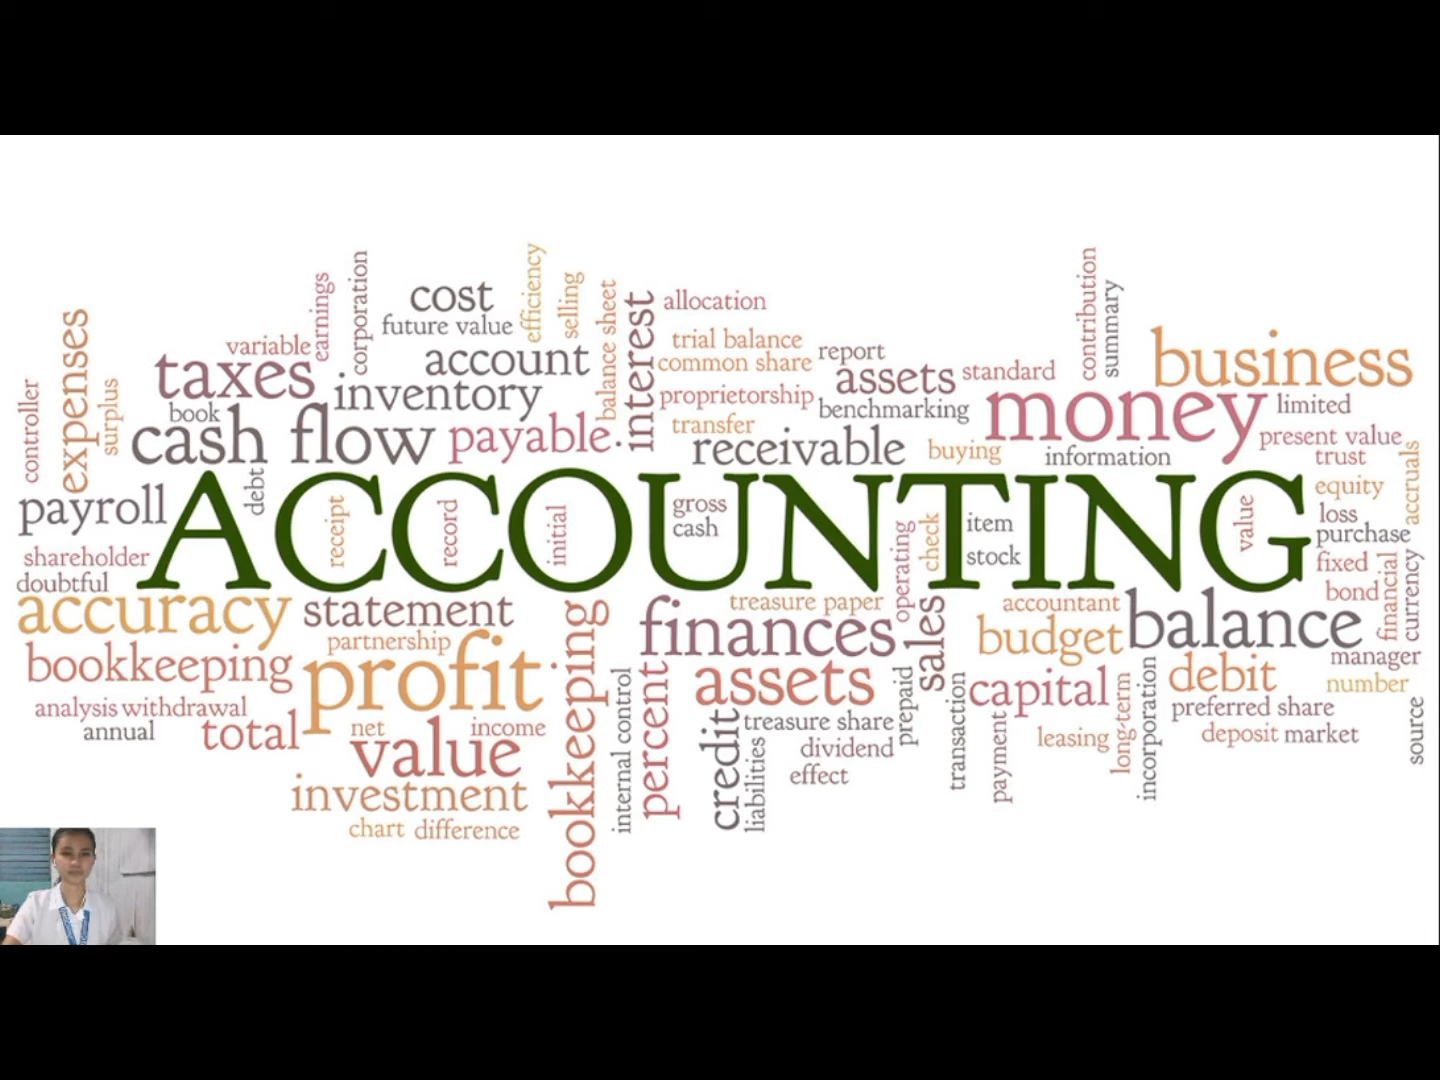 efficiency
contribution
corporation
earnings
selling
cost
balance sheet
summary
interest
allocation
future value
expenses
variable
trial balance
business
account
common share
report
taxes
assets
standard
controller
surplus
inventory
proprietorship
benchmarking
money
limited
book
cash flow
payable
transfer
receivable
buying
information
present value
trust
accruals
payroll
debt
ACCOUNTING
receipt
record
initial
gross
cash
operating
check
item
stock
value
equity
loss
purchase
shareholder
fixed
financial
currency
doubtful
bond
accuracy
statement
bookkeeping
treasure paper
finances
sales
accountant
balance
partnership
budget
bookkeeping
profit
manager
internal control
percent
assets
prepaid
transaction
capital
long-term
incorporation
debit
number
source
analysis
withdrawal
annual
total
net
income
credit
treasure share
payment
preferred share
value
liabilities
dividend
leasing
deposit
market
effect
investment
chart
difference